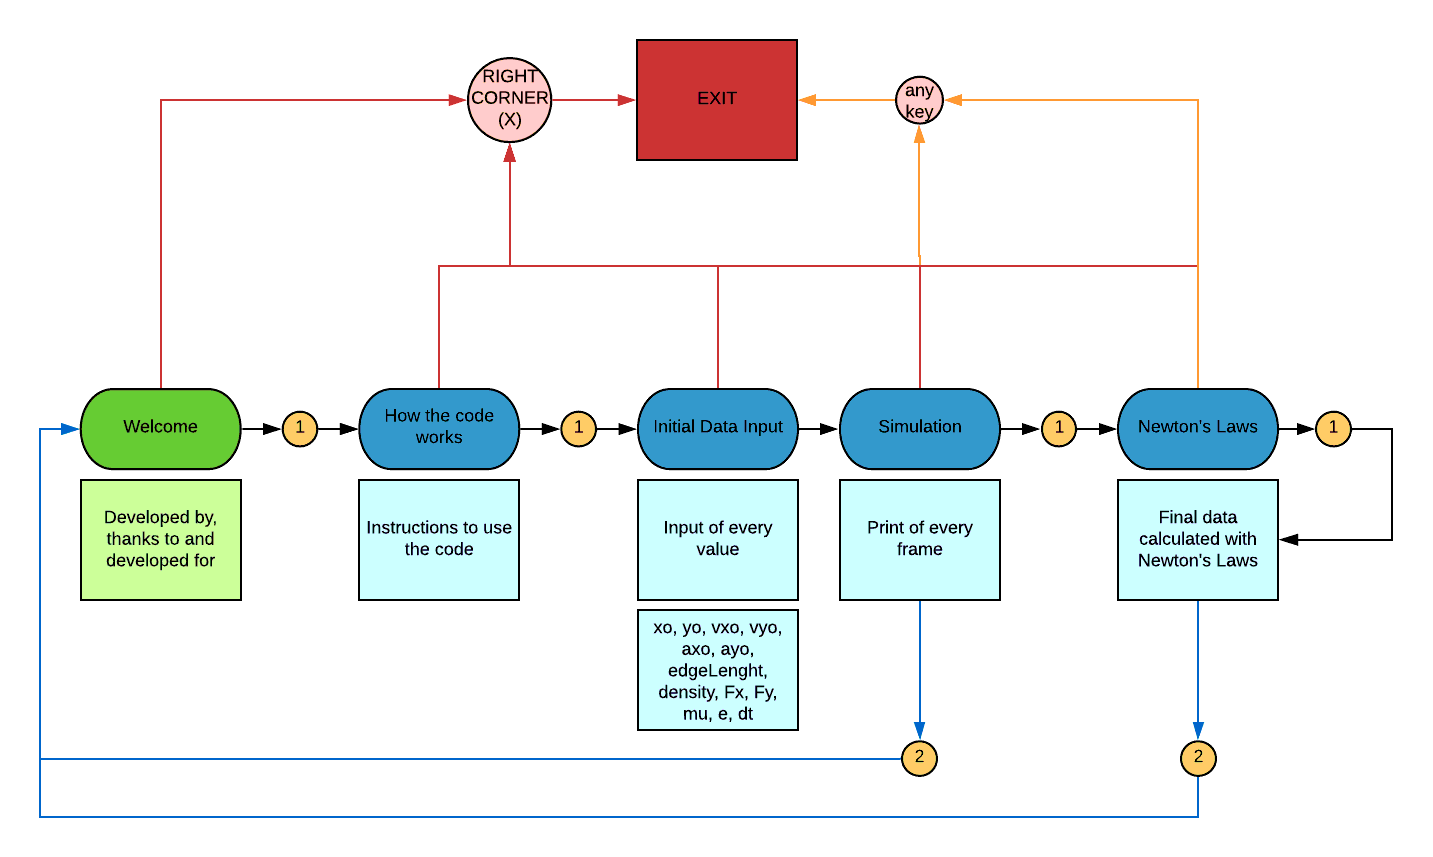 RIGHT
CORNER
(X)
EXIT
any
key
Welcome
1
How the code
works
1
Initial Data Input
Simulation
1
Newton's Laws
1
Developed by,
thanks to and
developed for
Instructions to use
the code
Input of every
value
Print of every
frame
Final data
calculated with
Newton's Laws
xo, yo, vxo, vyo,
axo, ayo,
edgeLenght,
density, Fx, Fy,
mu, e, dt
2
2